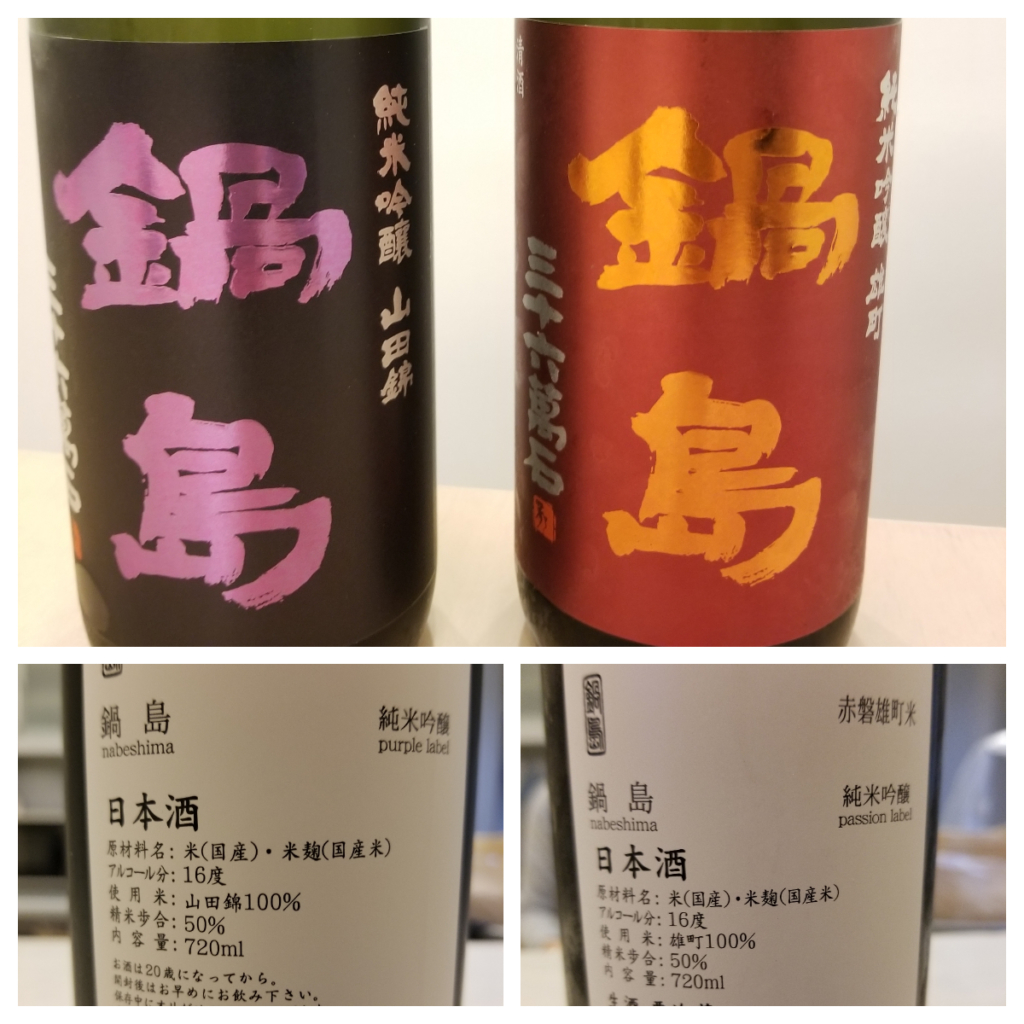 純米吟醸 山田錦
鍋島
清酒
純米吟醸 雄町
鍋島
三十六萬石
鍋島
nabeshima
純米吟醸
purple label
日本酒
原材料名：米(国産)・米麹(国産米)
アルコール分：16度
使用米：山田錦100%
精米歩合：50%
内容量：720ml
お酒は20歳になってから。
開封後はお早めにお飲み下さい。
赤磐雄町米
鍋島
nabeshima
純米吟醸
passion label
日本酒
原材料名：米(国産)・米麹(国産米)
アルコール分：16度
使用米：雄町100%
精米歩合：50%
内容量：720ml